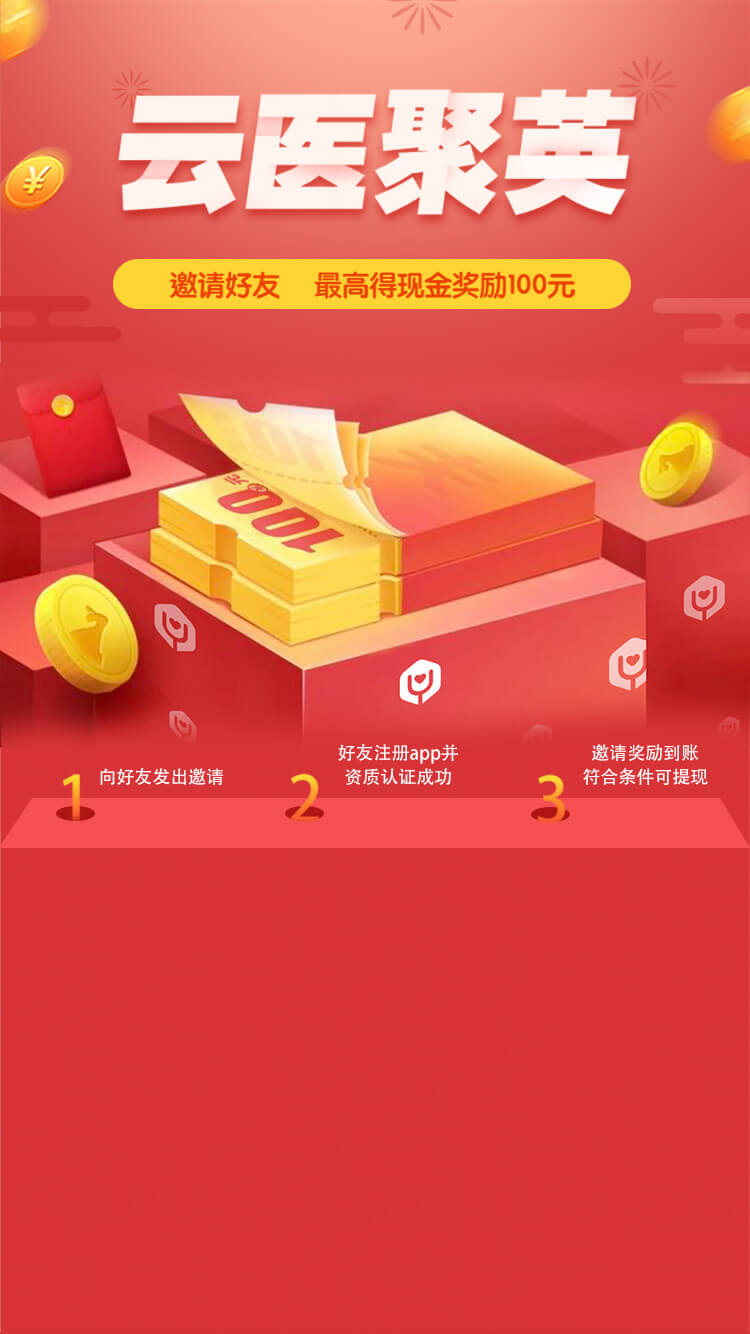 云医聚英
¥
邀请好友 最高得现金奖励100元
100元
好友注册app并
邀请奖励到账
1 向好友发出邀请
2 资质认证成功
3 符合条件可提现